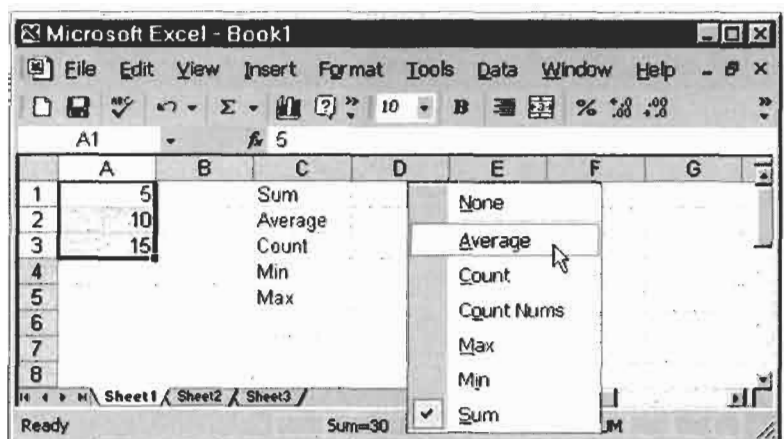 Microsoft Excel - Book1
File Edit View Insert Format Tools Data Window Help
ABC Σ 10 B % .00
A1 fx 5
A B C D E F G
1 5 Sum None
2 10 Average Average
3 15 Count Count
4 Min Count Nums
5 Max Max
6 Min
7
8
Sheet1 Sheet2 Sheet3
Ready Sum=30 Sum